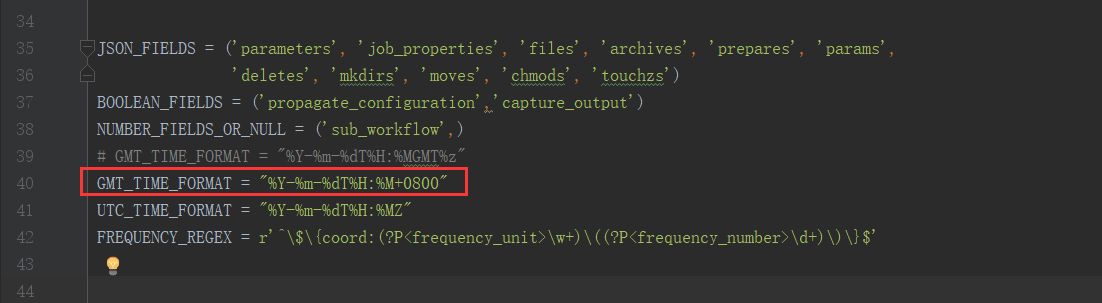 34
35 JSON_FIELDS = ('parameters', 'job_properties', 'files', 'archives', 'prepares', 'params',
36 'deletes', 'mkdirs', 'moves', 'chmods', 'touchzs')
37 BOOLEAN_FIELDS = ('propagate_configuration','capture_output')
38 NUMBER_FIELDS_OR_NULL = ('sub_workflow',)
39 # GMT_TIME_FORMAT = "%Y-%m-%dT%H:%MGMT%z"
40 GMT_TIME_FORMAT = "%Y-%m-%dT%H:%M+0800"
41 UTC_TIME_FORMAT = "%Y-%m-%dT%H:%MZ"
42 FREQUENCY_REGEX = r'^\$\{coord:(?P<frequency_unit>\w+)\((?P<frequency_number>\d+)\)\}$'
43
44